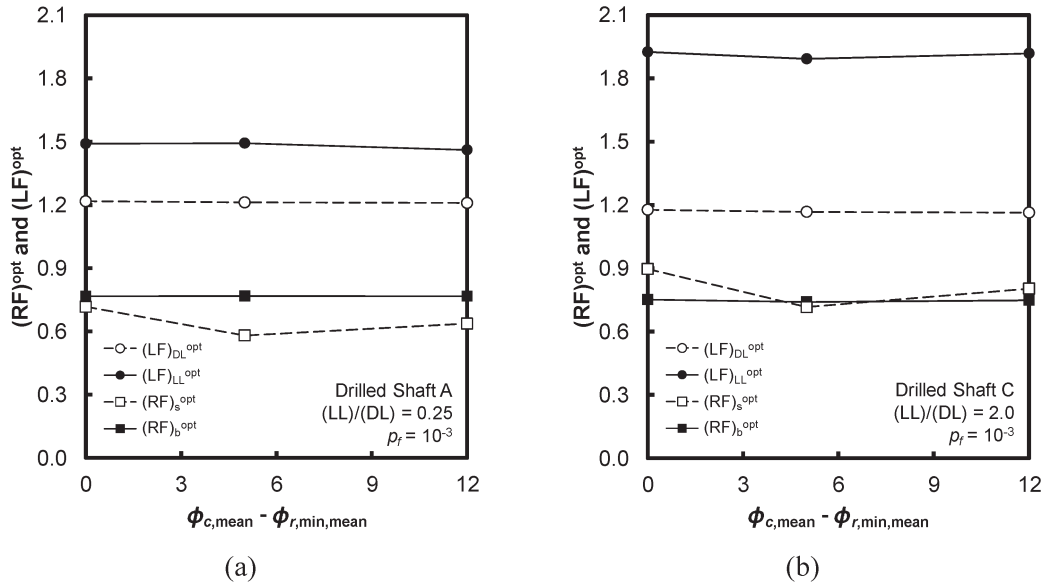 (RF)ᵒᵖᵗ and (LF)ᵒᵖᵗ
2.1
1.8
1.5
1.2
0.9
0.6
0.3
0.0
(LF)DLᵒᵖᵗ
(LF)LLᵒᵖᵗ
(RF)sᵒᵖᵗ
(RF)bᵒᵖᵗ
Drilled Shaft A
(LL)/(DL) = 0.25
pf = 10⁻³
0 3 6 9 12
ϕc,mean - ϕr,min,mean
(a)
(RF)ᵒᵖᵗ and (LF)ᵒᵖᵗ
2.1
1.8
1.5
1.2
0.9
0.6
0.3
0.0
(LF)DLᵒᵖᵗ
(LF)LLᵒᵖᵗ
(RF)sᵒᵖᵗ
(RF)bᵒᵖᵗ
Drilled Shaft C
(LL)/(DL) = 2.0
pf = 10⁻³
0 3 6 9 12
ϕc,mean - ϕr,min,mean
(b)